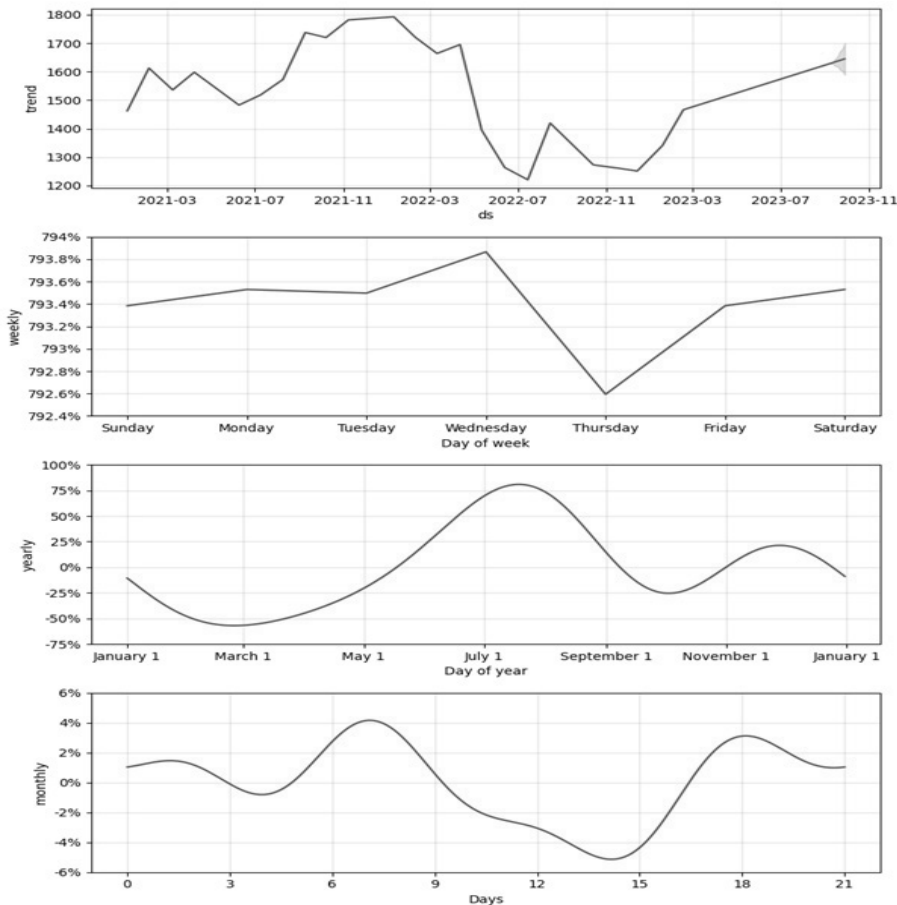 1800
1700
1600
1500
1400
1300
1200
trend
2021-03 2021-07 2021-11 2022-03 2022-07 2022-11 2023-03 2023-07 2023-11
ds
794%
793.8%
793.6%
793.4%
793.2%
793%
792.8%
792.6%
792.4%
weekly
Sunday Monday Tuesday Wednesday Thursday Friday Saturday
Day of week
100%
75%
50%
25%
0%
-25%
-50%
-75%
yearly
January 1 March 1 May 1 July 1 September 1 November 1 January 1
Day of year
6%
4%
2%
0%
-2%
-4%
-6%
monthly
0 3 6 9 12 15 18 21
Days